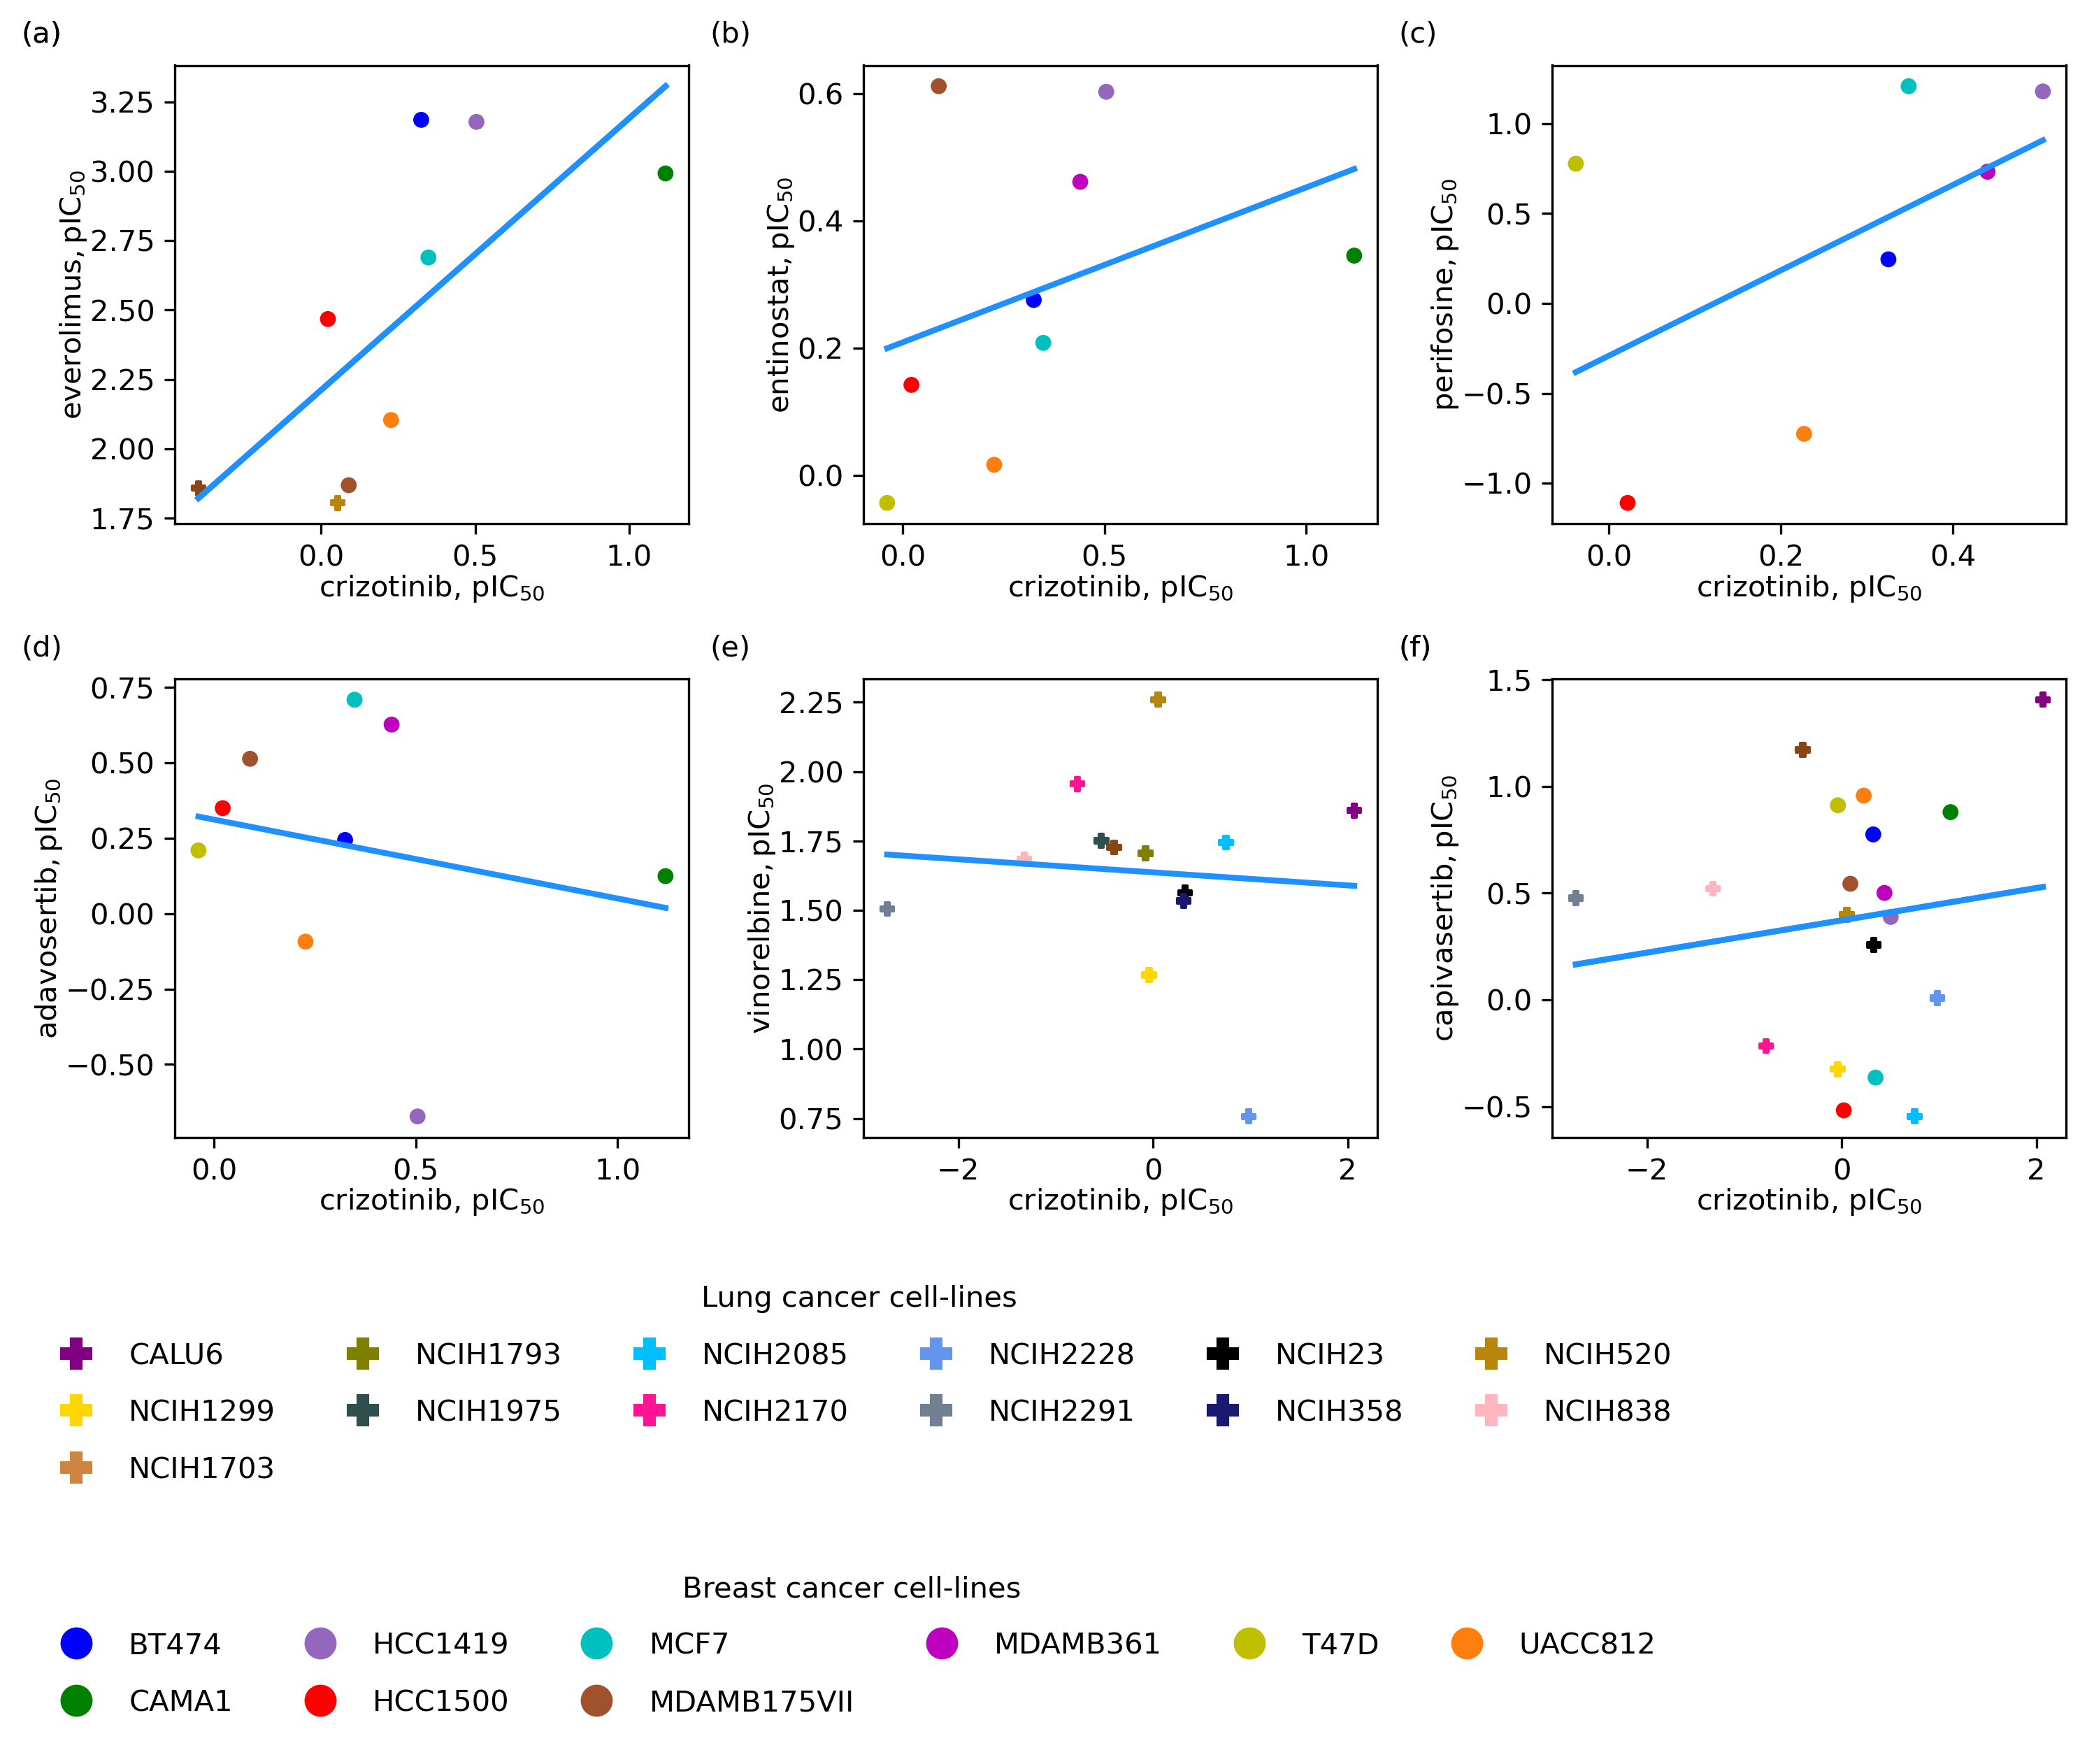 (a)
everolimus, pIC50
3.25
3.00
2.75
2.50
2.25
2.00
1.75
0.0 0.5 1.0
crizotinib, pIC50
(b)
entinostat, pIC50
0.6
0.4
0.2
0.0
0.0 0.5 1.0
crizotinib, pIC50
(c)
perifosine, pIC50
1.0
0.5
0.0
−0.5
−1.0
0.0 0.2 0.4
crizotinib, pIC50
(d)
adavosertib, pIC50
0.75
0.50
0.25
0.00
−0.25
−0.50
0.0 0.5 1.0
crizotinib, pIC50
(e)
vinorelbine, pIC50
2.25
2.00
1.75
1.50
1.25
1.00
0.75
−2 0 2
crizotinib, pIC50
(f)
capivasertib, pIC50
1.5
1.0
0.5
0.0
−0.5
−2 0 2
crizotinib, pIC50
Lung cancer cell-lines
CALU6 NCIH1793 NCIH2085 NCIH2228 NCIH23 NCIH520
NCIH1299 NCIH1975 NCIH2170 NCIH2291 NCIH358 NCIH838
NCIH1703
Breast cancer cell-lines
BT474 HCC1419 MCF7 MDAMB361 T47D UACC812
CAMA1 HCC1500 MDAMB175VII